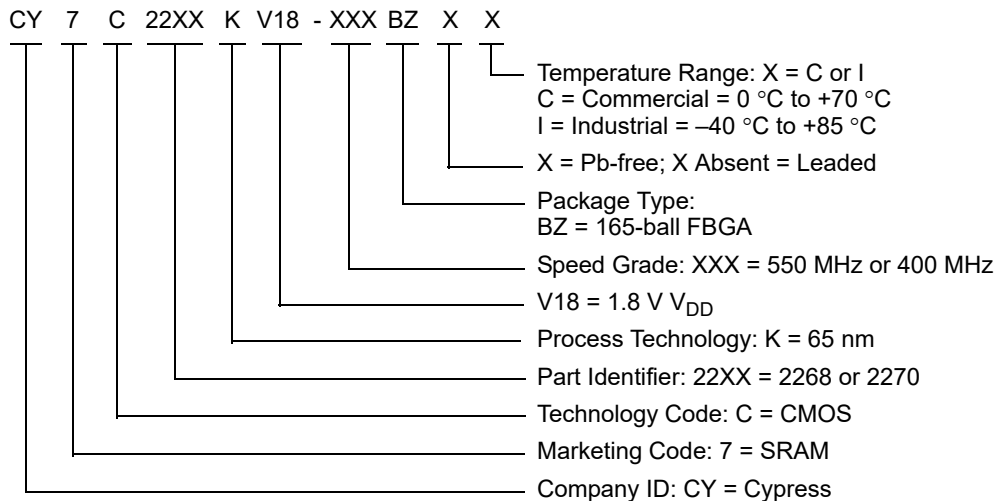 CY 7 C 22XX K V18 - XXX BZ X X
Temperature Range: X = C or I
C = Commercial = 0 °C to +70 °C
I = Industrial = –40 °C to +85 °C
X = Pb-free; X Absent = Leaded
Package Type:
BZ = 165-ball FBGA
Speed Grade: XXX = 550 MHz or 400 MHz
V18 = 1.8 V VDD
Process Technology: K = 65 nm
Part Identifier: 22XX = 2268 or 2270
Technology Code: C = CMOS
Marketing Code: 7 = SRAM
Company ID: CY = Cypress